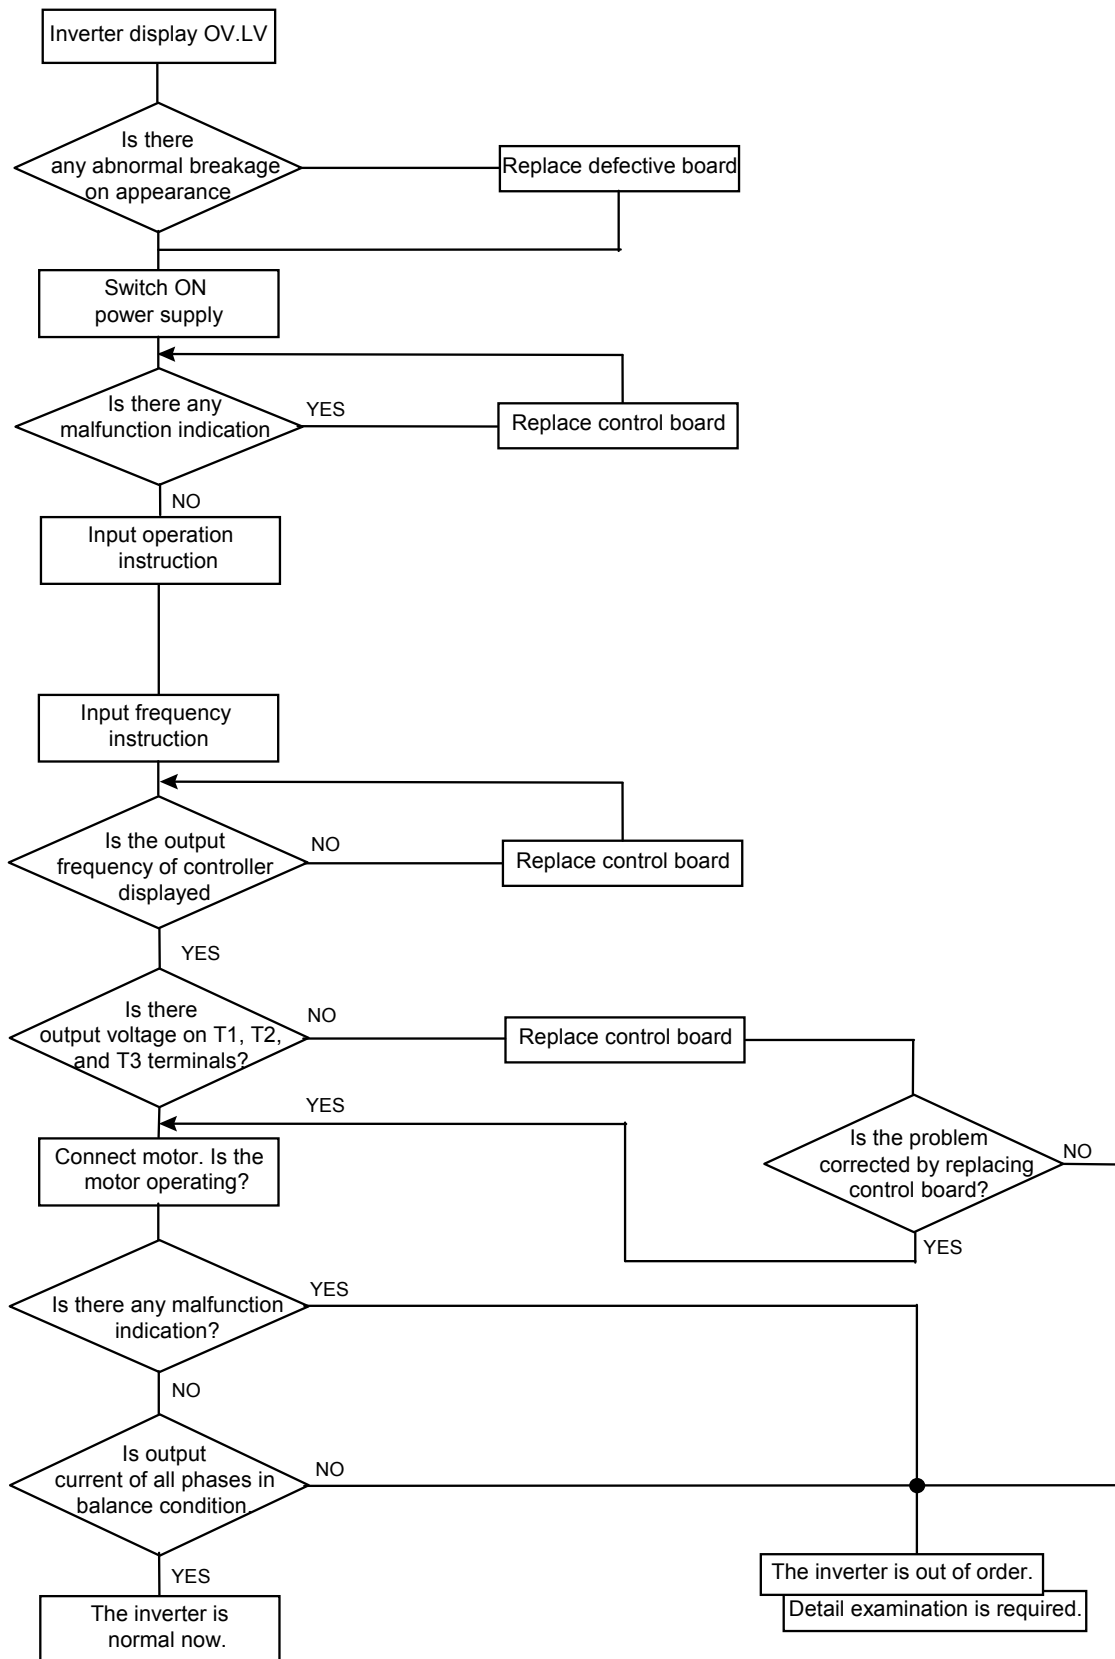 Inverter display OV.LV
Is there
any abnormal breakage
on appearance
Replace defective board
Switch ON
power supply
Is there any
malfunction indication
YES
Replace control board
NO
Input operation
instruction
Input frequency
instruction
Is the output
frequency of controller
displayed
NO
Replace control board
YES
Is there
output voltage on T1, T2,
and T3 terminals?
NO
Replace control board
YES
Is the problem
corrected by replacing
control board?
NO
YES
Connect motor. Is the
motor operating?
Is there any malfunction
indication?
YES
NO
Is output
current of all phases in
balance condition.
NO
YES
The inverter is out of order.
Detail examination is required.
The inverter is
normal now.